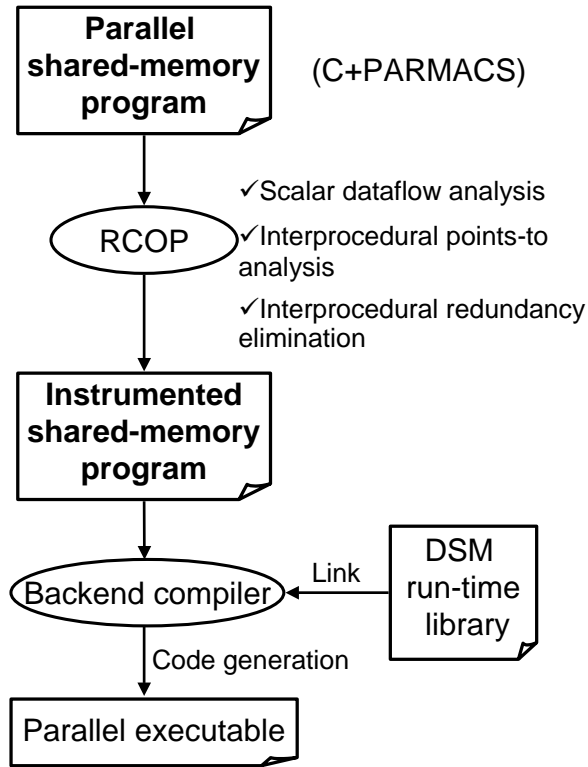 Parallel
shared-memory
program
(C+PARMACS)
RCOP
✓Scalar dataflow analysis
✓Interprocedural points-to
analysis
✓Interprocedural redundancy
elimination
Instrumented
shared-memory
program
Backend compiler
Link
DSM
run-time
library
Code generation
Parallel executable